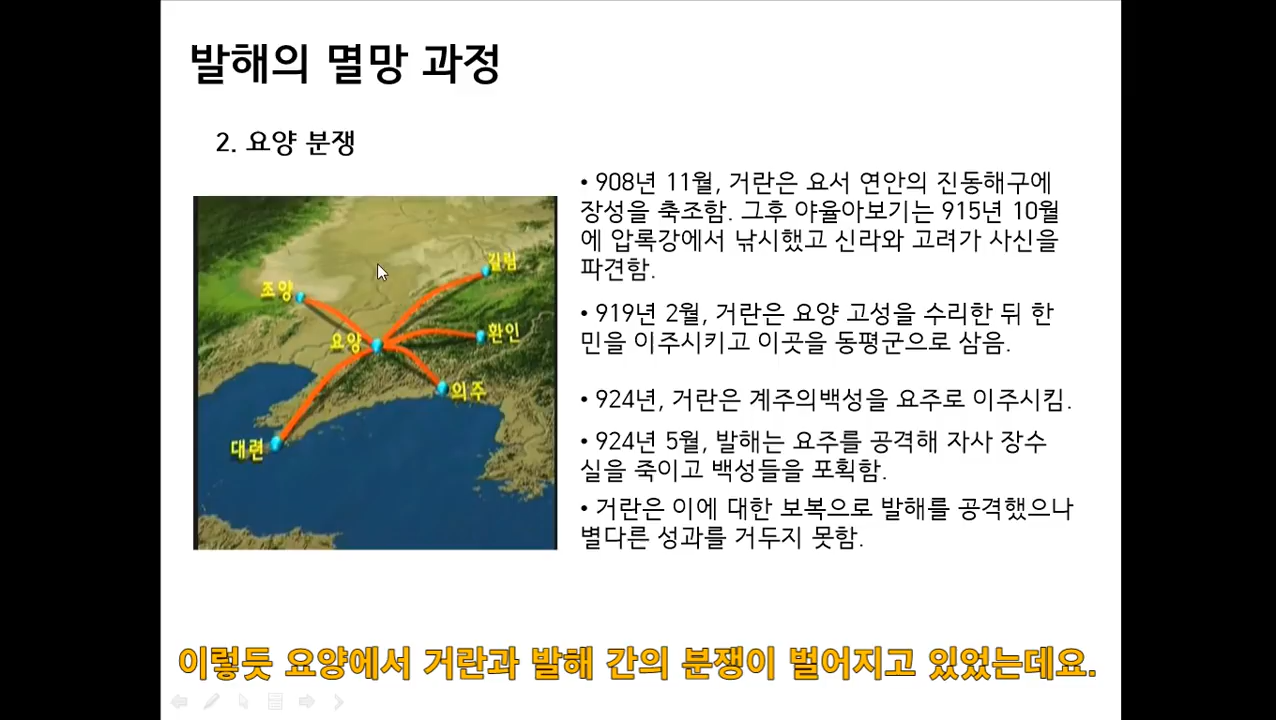 발해의 멸망 과정
2. 요양 분쟁
• 908년 11월, 거란은 요서 연안의 진동해구에
장성을 축조함. 그후 야율아보기는 915년 10월
에 압록강에서 낚시했고 신라와 고려가 사신을
파견함.
• 919년 2월, 거란은 요양 고성을 수리한 뒤 한
민을 이주시키고 이곳을 동평군으로 삼음.
• 924년, 거란은 계주의백성을 요주로 이주시킴.
• 924년 5월, 발해는 요주를 공격해 자사 장수
실을 죽이고 백성들을 포획함.
• 거란은 이에 대한 보복으로 발해를 공격했으나
별다른 성과를 거두지 못함.
길림
조양
환인
요양
의주
대련
이렇듯 요양에서 거란과 발해 간의 분쟁이 벌어지고 있었는데요.